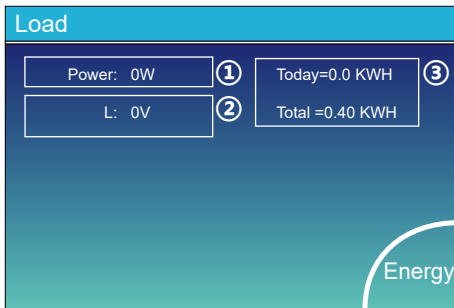 Load
Power: 0W
①
L: 0V
②
Today=0.0 KWH
③
Total =0.40 KWH
Energy